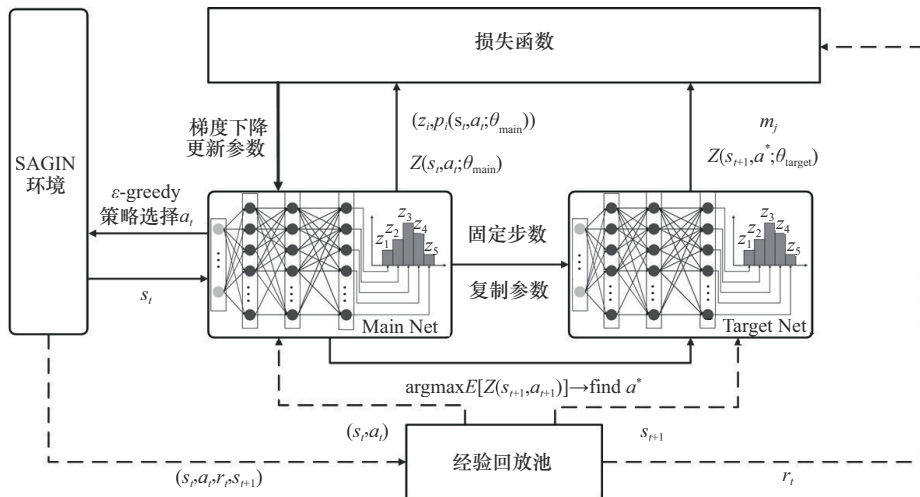 损失函数
梯度下降
更新参数
(z_i,p_i(s_t,a_t;θ_main))
Z(s_t,a_t;θ_main)
m_j
Z(s_{t+1},a^*;θ_target)
SAGIN
环境
ε-greedy
策略选择a_t
s_t
z_1
z_2
z_3
z_4
z_5
Main Net
固定步数
复制参数
z_1
z_2
z_3
z_4
z_5
Target Net
argmaxE[Z(s_{t+1},a_{t+1})]→find a^*
(s_t,a_t)
s_{t+1}
经验回放池
(s_t,a_t,r_t,s_{t+1})
r_t